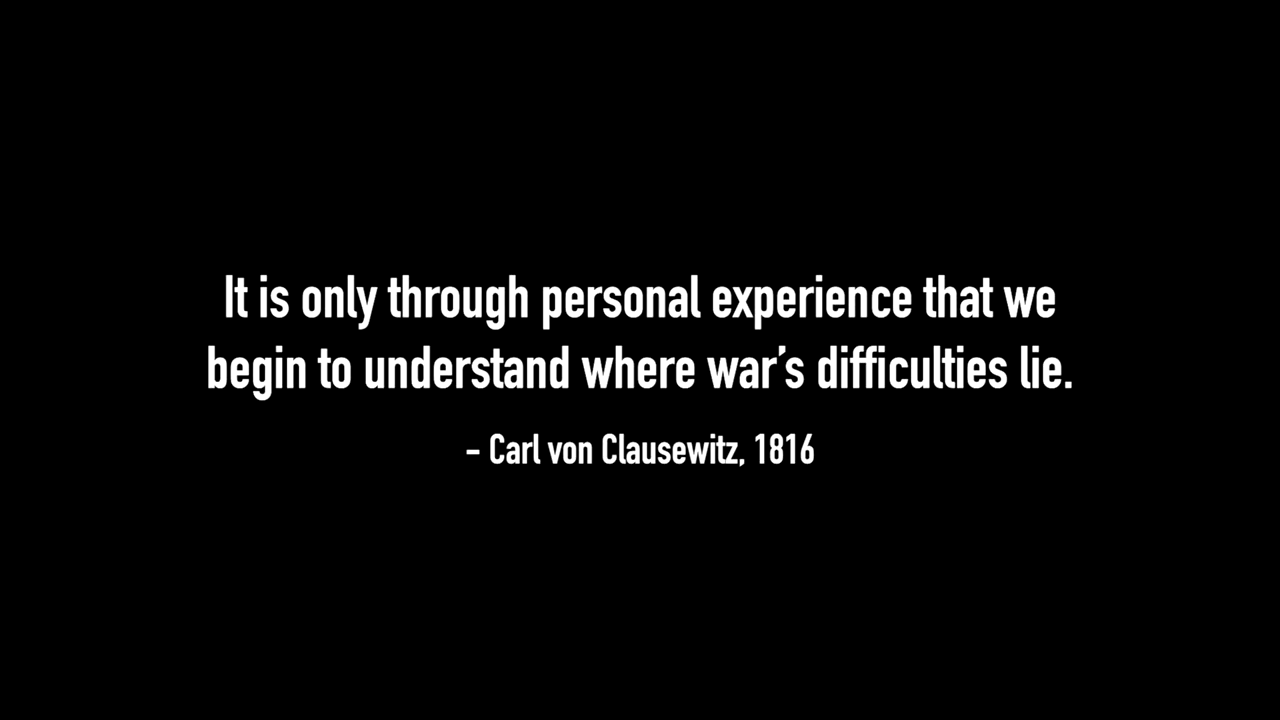 It is only through personal experience that we
begin to understand where war’s difficulties lie.
– Carl von Clausewitz, 1816